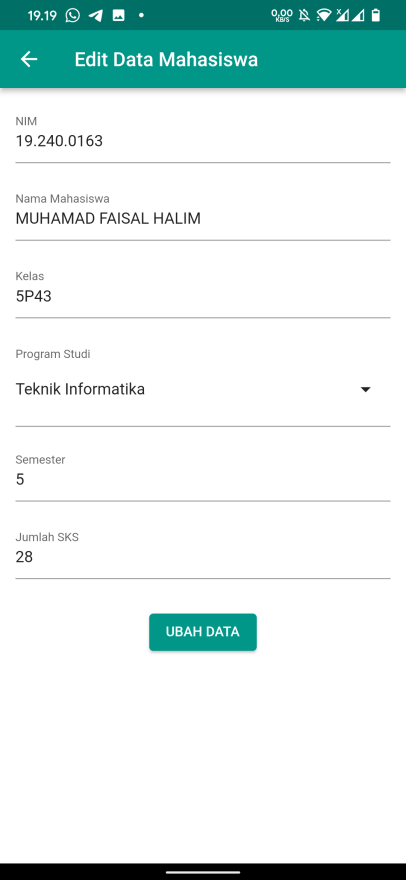 19.19 0,00 KB/S
Edit Data Mahasiswa
NIM
19.240.0163
Nama Mahasiswa
MUHAMAD FAISAL HALIM
Kelas
5P43
Program Studi
Teknik Informatika
Semester
5
Jumlah SKS
28
UBAH DATA